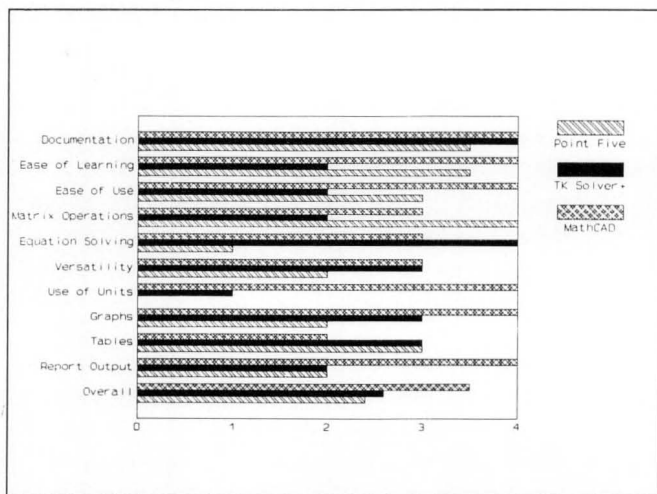 Documentation
Ease of Learning
Ease of Use
Matrix Operations
Equation Solving
Versatility
Use of Units
Graphs
Tables
Report Output
Overall
0 1 2 3 4
Point Five
TK Solver+
MathCAD